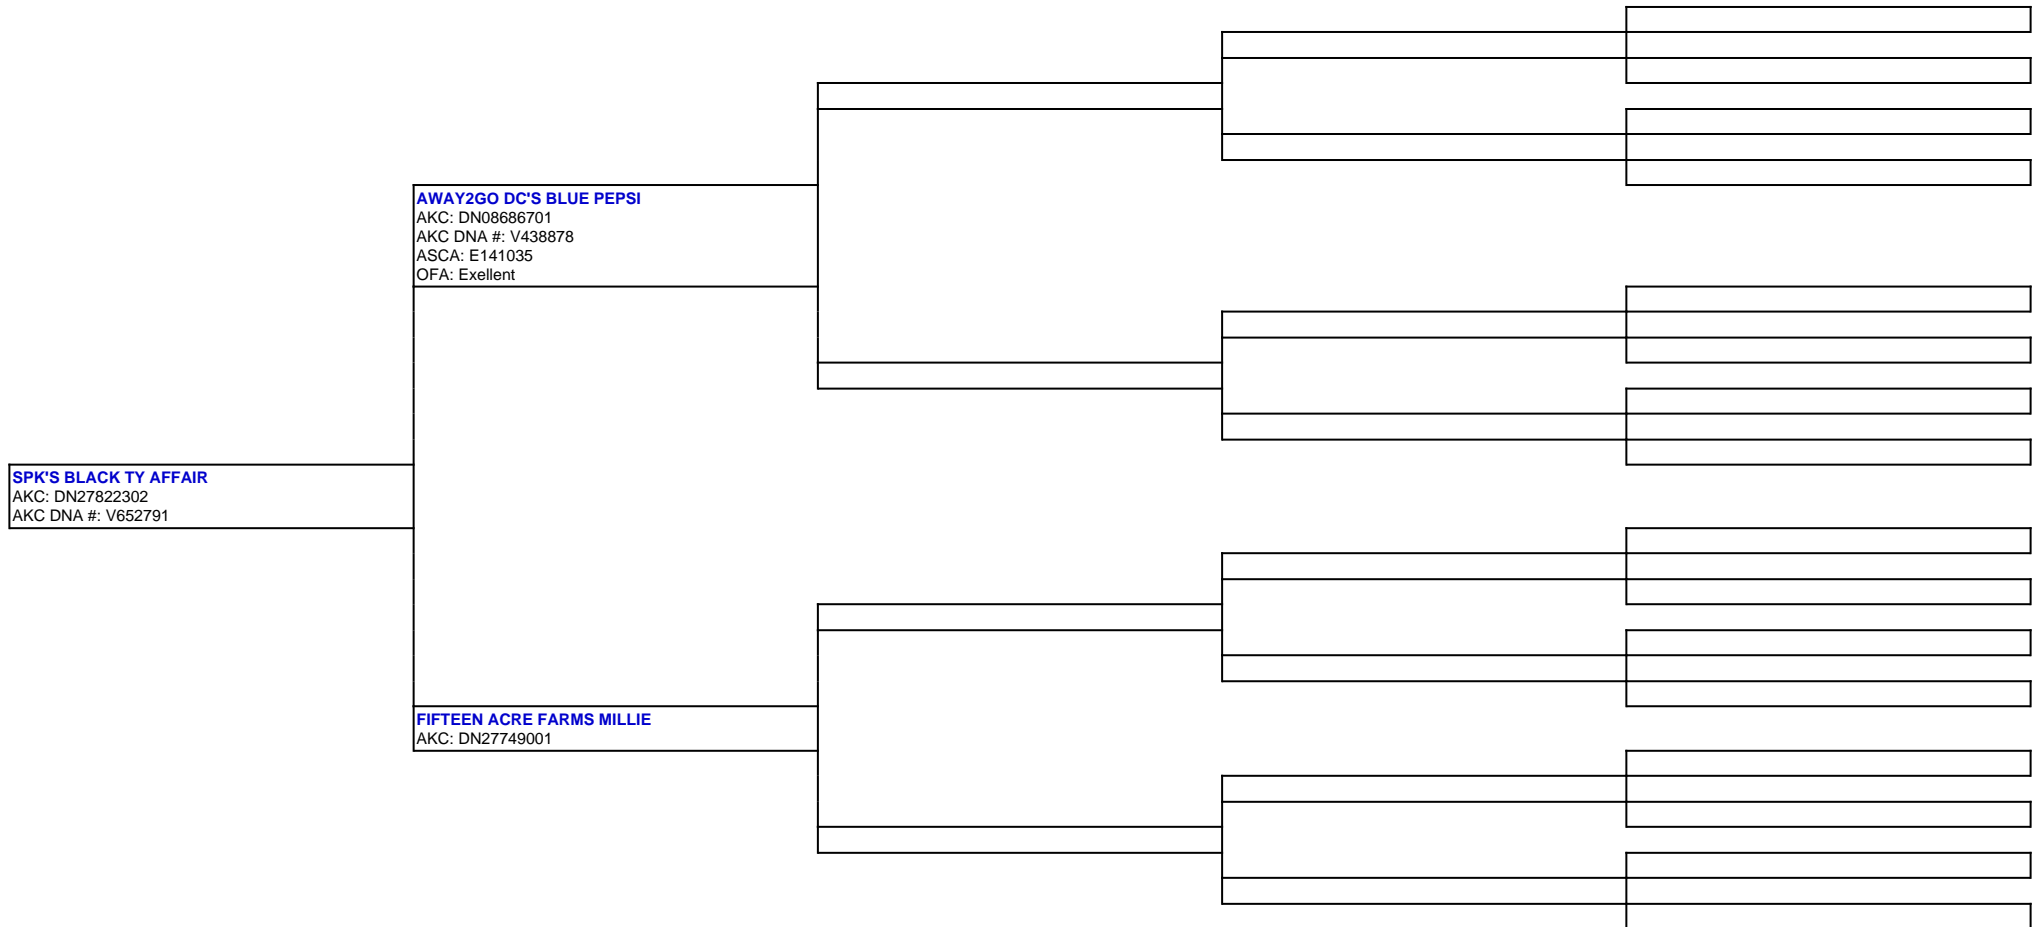 AWAY2GO DC'S BLUE PEPSI
AKC: DN08686701
AKC DNA #: V438878
ASCA: E141035
OFA: Exellent
SPK'S BLACK TY AFFAIR
AKC: DN27822302
AKC DNA #: V652791
FIFTEEN ACRE FARMS MILLIE
AKC: DN27749001